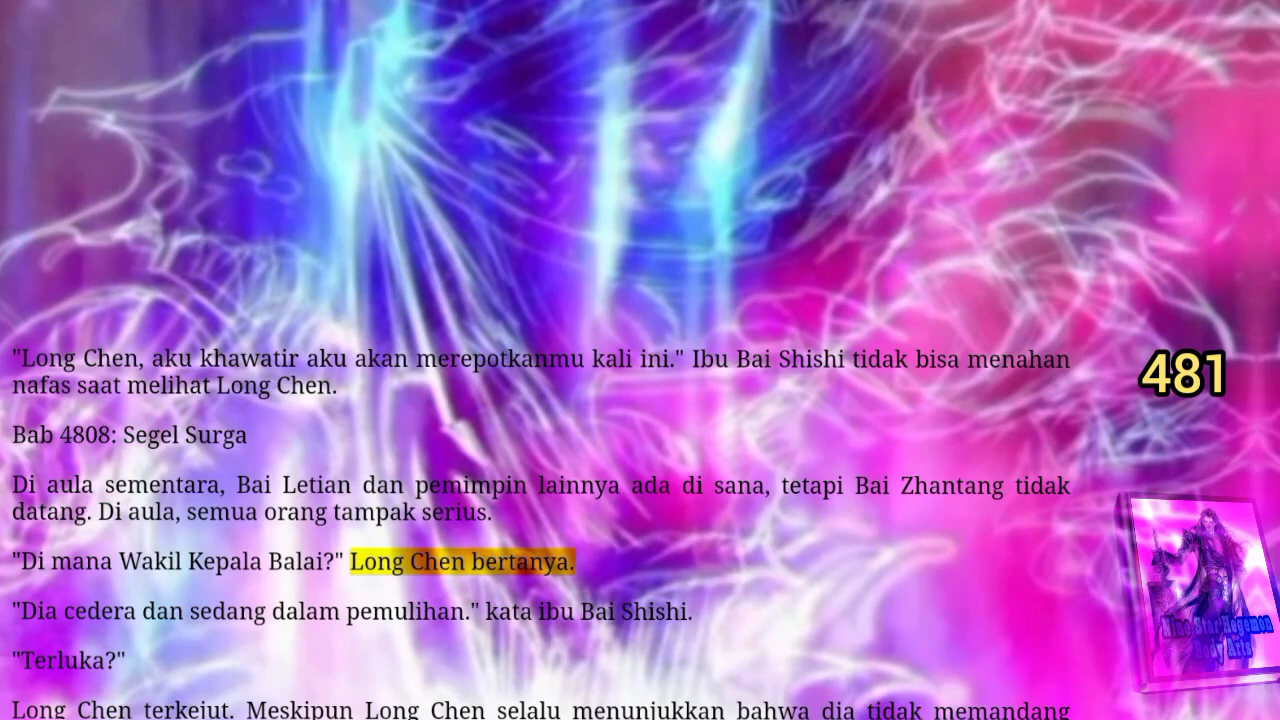 "Long Chen, aku khawatir aku akan merepotkanmu kali ini." Ibu Bai Shishi tidak bisa menahan
nafas saat melihat Long Chen.
Bab 4808: Segel Surga
Di aula sementara, Bai Letian dan pemimpin lainnya ada di sana, tetapi Bai Zhantang tidak
datang. Di aula, semua orang tampak serius.
"Di mana Wakil Kepala Balai?" Long Chen bertanya.
"Dia cedera dan sedang dalam pemulihan." kata ibu Bai Shishi.
"Terluka?"
Long Chen terkejut. Meskipun Long Chen selalu menunjukkan bahwa dia tidak memandang
481
Nine Star Hegemon
Body Arts